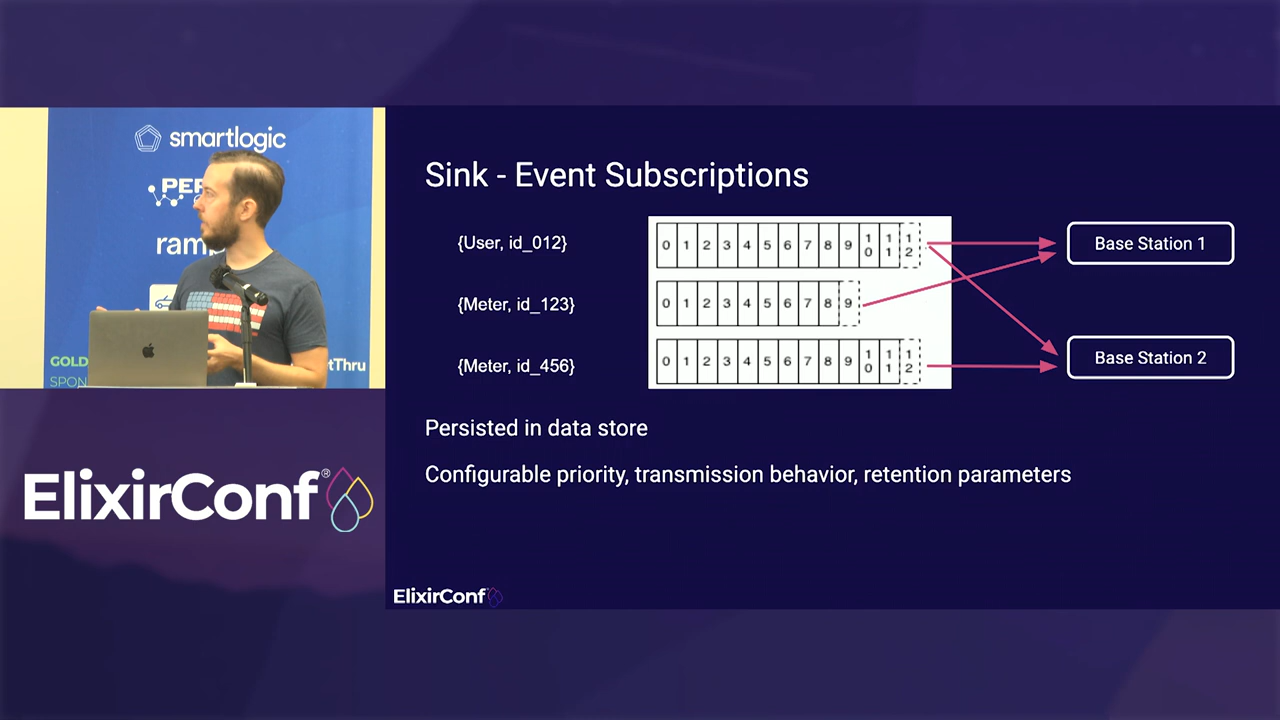 smartlogic
PEP
ramp
GOLD
SPON
tThru
ElixirConf®
Sink - Event Subscriptions
{User, id_012}
0 1 2 3 4 5 6 7 8 9 10 11 12
Base Station 1
{Meter, id_123}
0 1 2 3 4 5 6 7 8 9
{Meter, id_456}
0 1 2 3 4 5 6 7 8 9 10 11 12
Base Station 2
Persisted in data store
Configurable priority, transmission behavior, retention parameters
ElixirConf